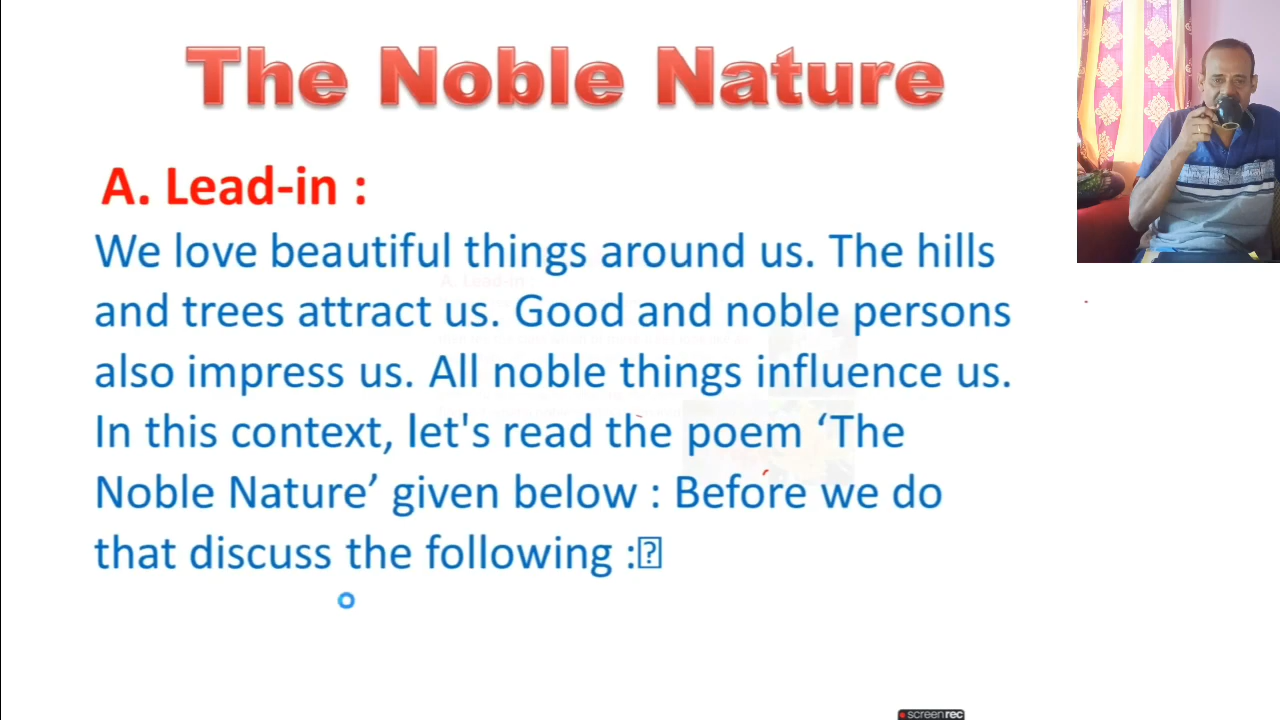 The Noble Nature
A. Lead-in :
We love beautiful things around us. The hills
and trees attract us. Good and noble persons
also impress us. All noble things influence us.
In this context, let's read the poem ‘The
Noble Nature’ given below : Before we do
that discuss the following :
A. Lead-in
screenrec